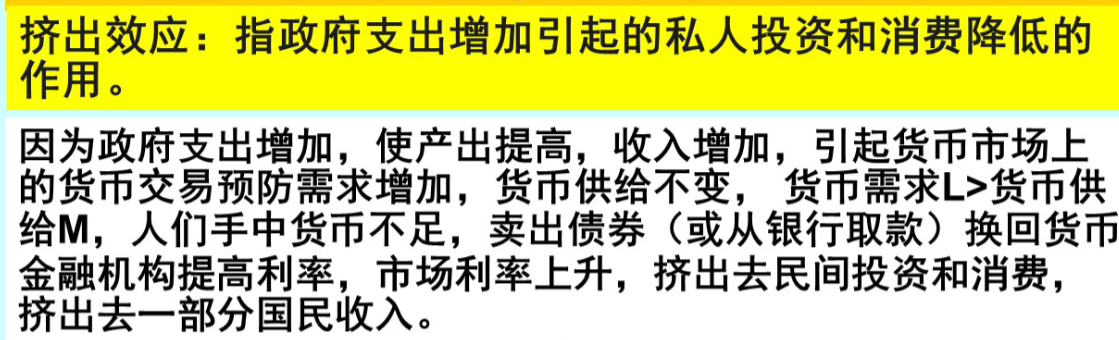 挤出效应：指政府支出增加引起的私人投资和消费降低的
作用。
因为政府支出增加，使产出提高，收入增加，引起货币市场上
的货币交易预防需求增加，货币供给不变， 货币需求L>货币供
给M，人们手中货币不足，卖出债券（或从银行取款）换回货币
金融机构提高利率，市场利率上升，挤出去民间投资和消费，
挤出去一部分国民收入。